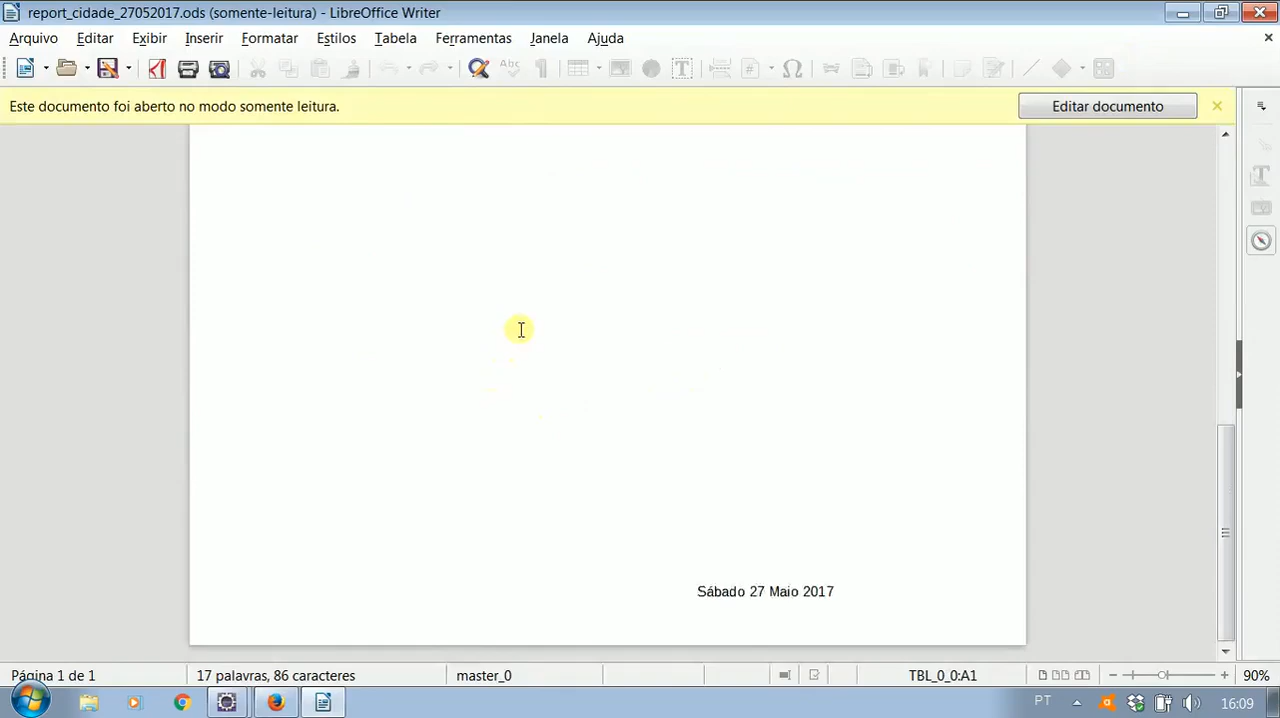 report_cidade_27052017.ods (somente-leitura) - LibreOffice Writer
Arquivo Editar Exibir Inserir Formatar Estilos Tabela Ferramentas Janela Ajuda
Este documento foi aberto no modo somente leitura. Editar documento
Sábado 27 Maio 2017
Página 1 de 1 17 palavras, 86 caracteres master_0 TBL_0_0:A1 90%
PT 16:09